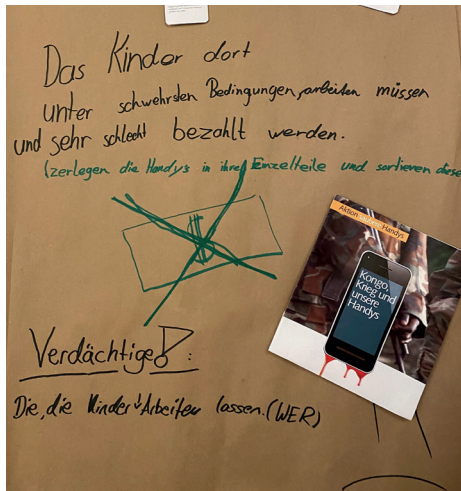 Das Kinder dort
unter schwehrsten Bedingungen arbeiten müssen
und sehr schlecht bezahlt werden.
(zerlegen die Handys in ihre Einzelteile und sortieren diese
$
Aktion Handys
Kongo,
Krieg und
unsere
Handys
Verdächtige!:
Die, die Kinder Arbeiten lassen. (WER)